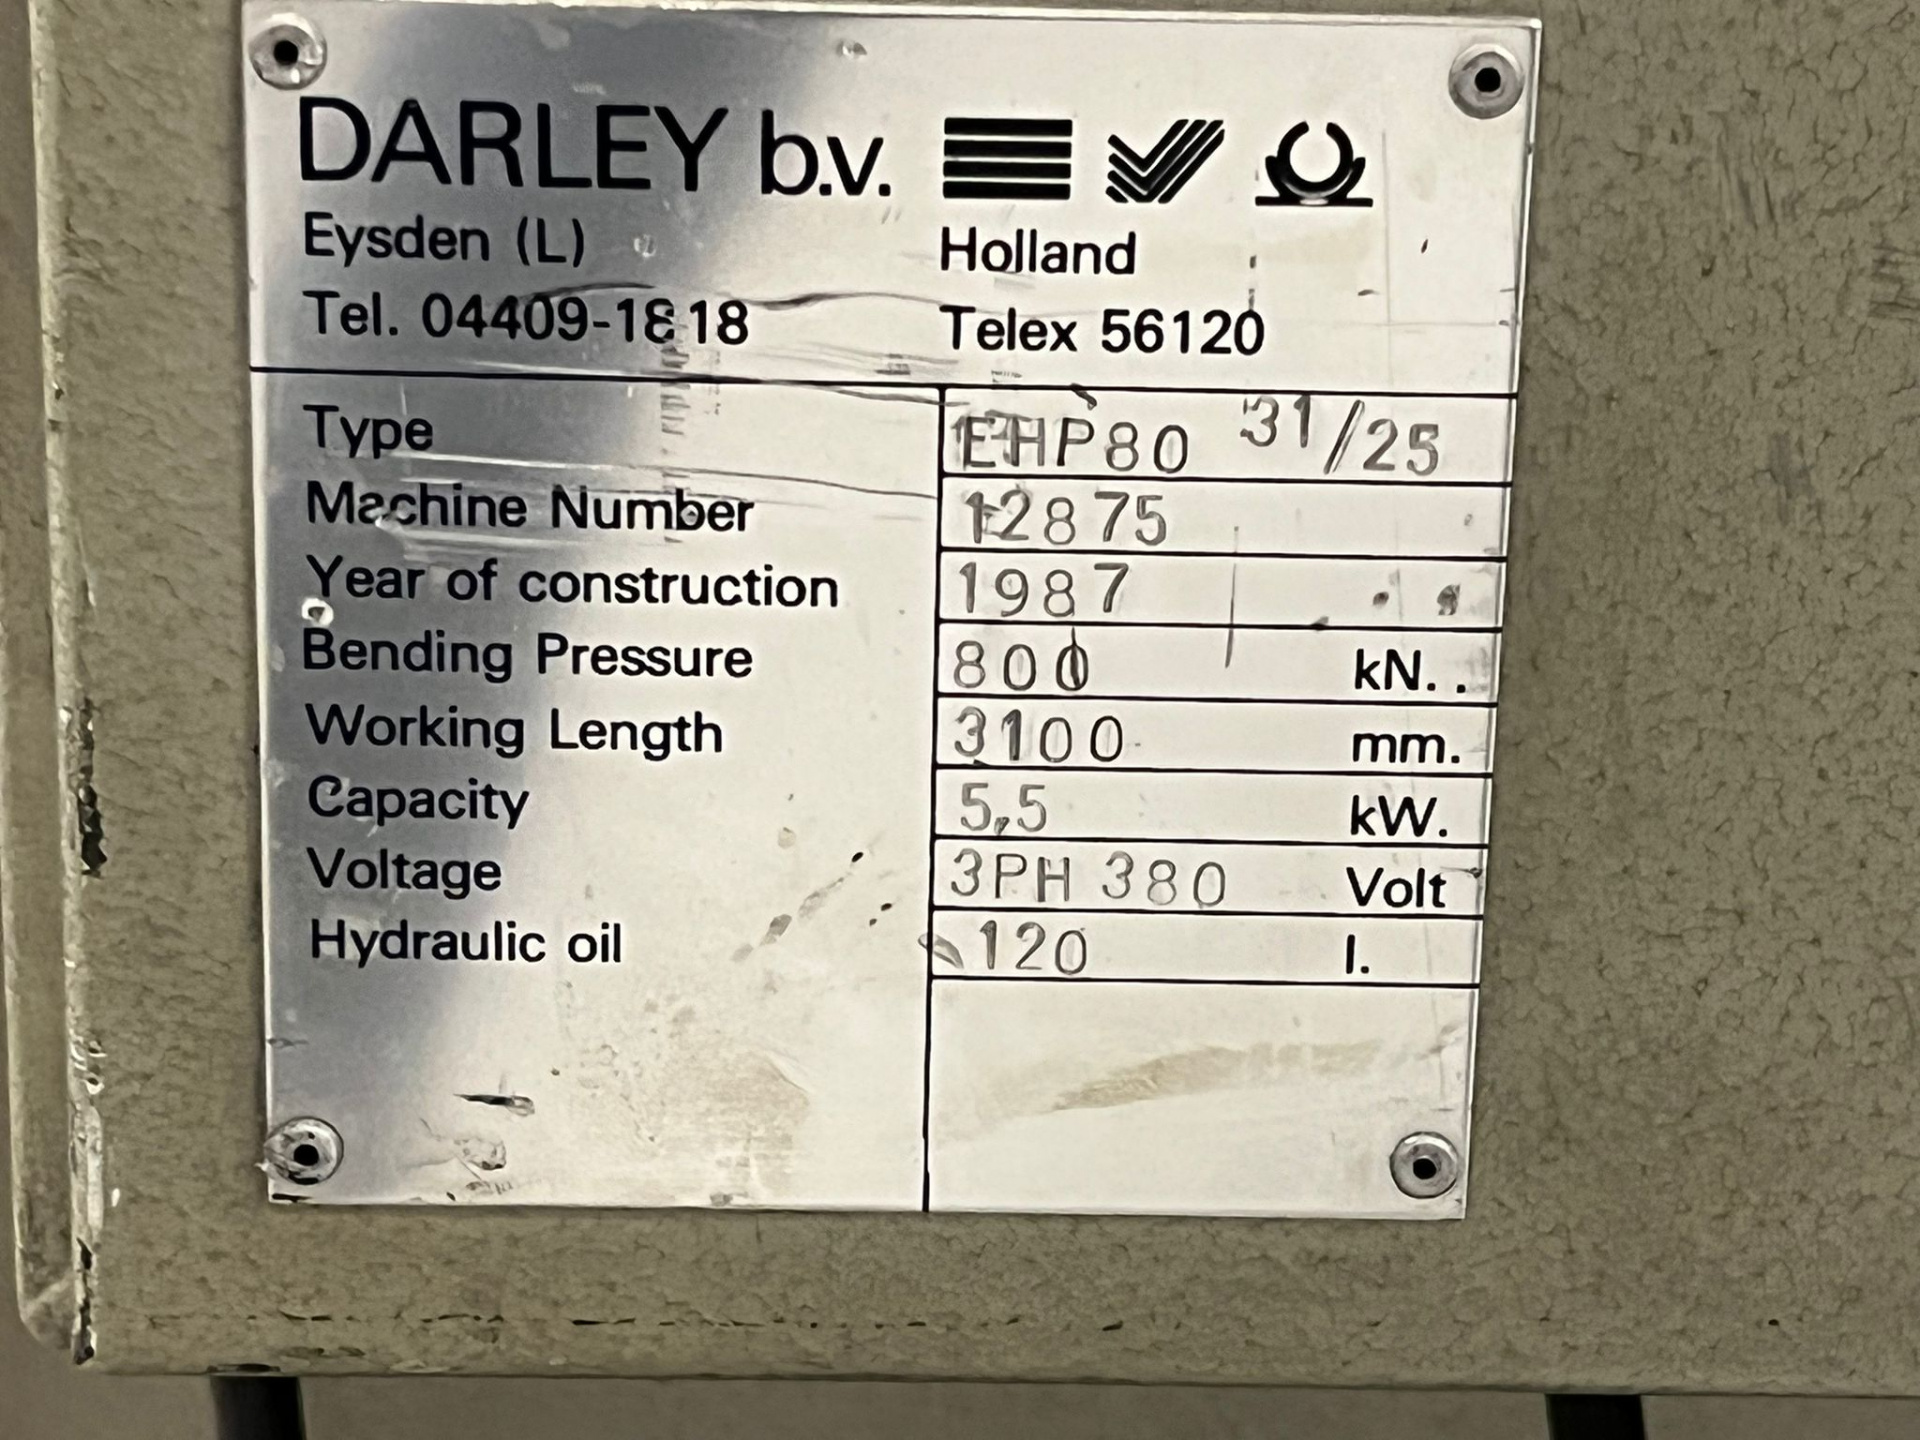 DARLEY b.v.
Eysden (L) Holland
Tel. 04409-1818 Telex 56120
Type EHP80 31/25
Machine Number 12875
Year of construction 1987
Bending Pressure 800 kN.
Working Length 3100 mm.
Capacity 5,5 kW.
Voltage 3PH 380 Volt
Hydraulic oil 120 l.